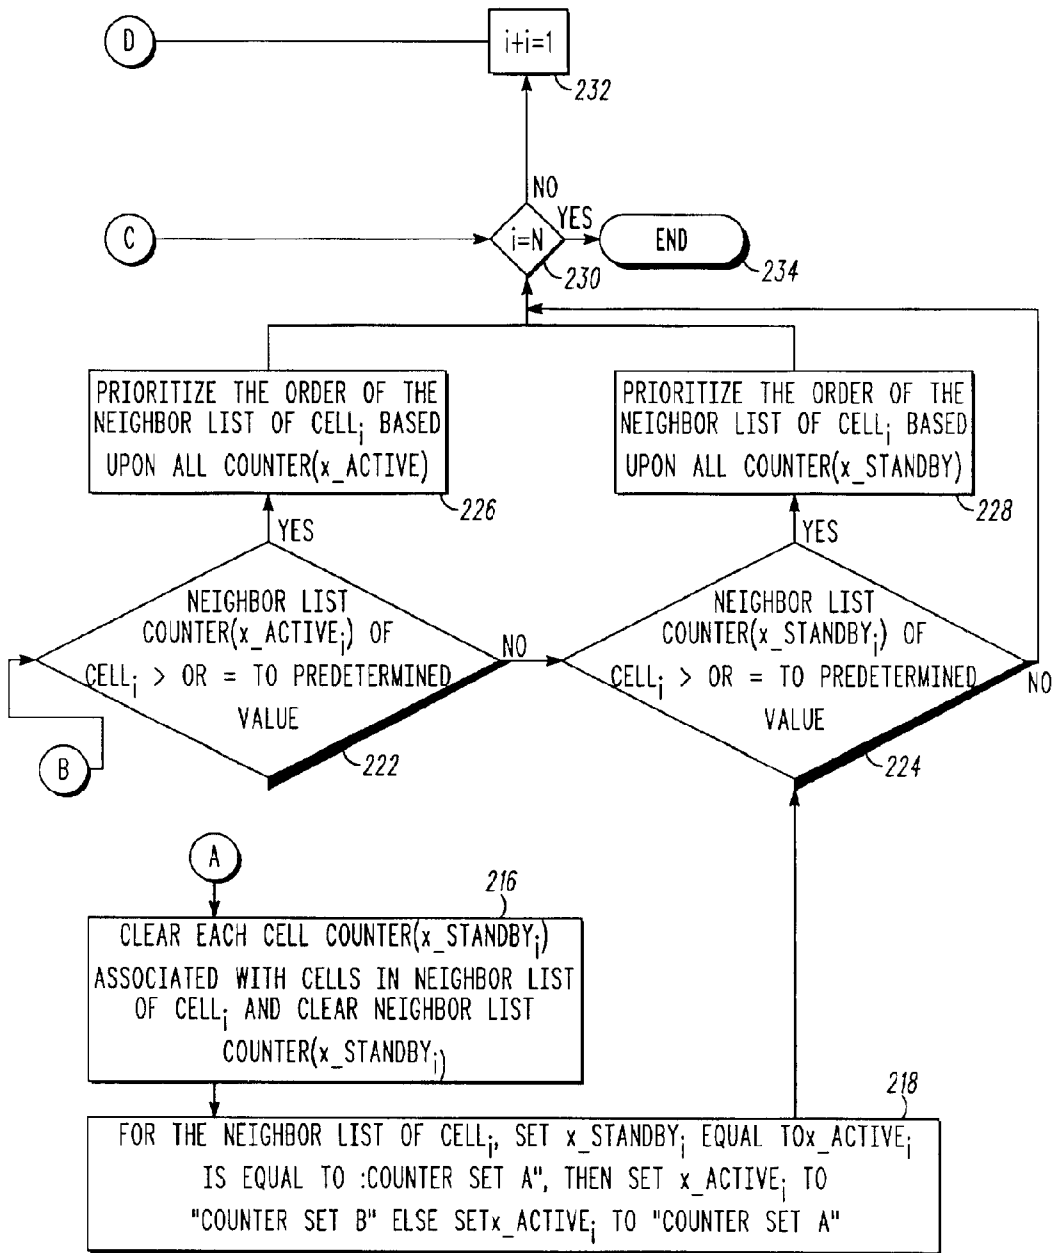 D
i+i=1
232
NO
C
i=N
YES
END
230
234
PRIORITIZE THE ORDER OF THE
NEIGHBOR LIST OF CELLi BASED
UPON ALL COUNTER(x_ACTIVE)
226
PRIORITIZE THE ORDER OF THE
NEIGHBOR LIST OF CELLi BASED
UPON ALL COUNTER(x_STANDBY)
228
YES
YES
NEIGHBOR LIST
COUNTER(x_ACTIVEi) OF
CELLi > OR = TO PREDETERMINED
VALUE
NO
222
NEIGHBOR LIST
COUNTER(x_STANDBYi) OF
CELLi > OR = TO PREDETERMINED
VALUE
NO
224
B
A
216
CLEAR EACH CELL COUNTER(x_STANDBYi)
ASSOCIATED WITH CELLS IN NEIGHBOR LIST
OF CELLi AND CLEAR NEIGHBOR LIST
COUNTER(x_STANDBYi)
218
FOR THE NEIGHBOR LIST OF CELLi, SET x_STANDBYi EQUAL TOx_ACTIVEi
IS EQUAL TO :COUNTER SET A", THEN SET x_ACTIVEi TO
"COUNTER SET B" ELSE SETx_ACTIVEi TO "COUNTER SET A"